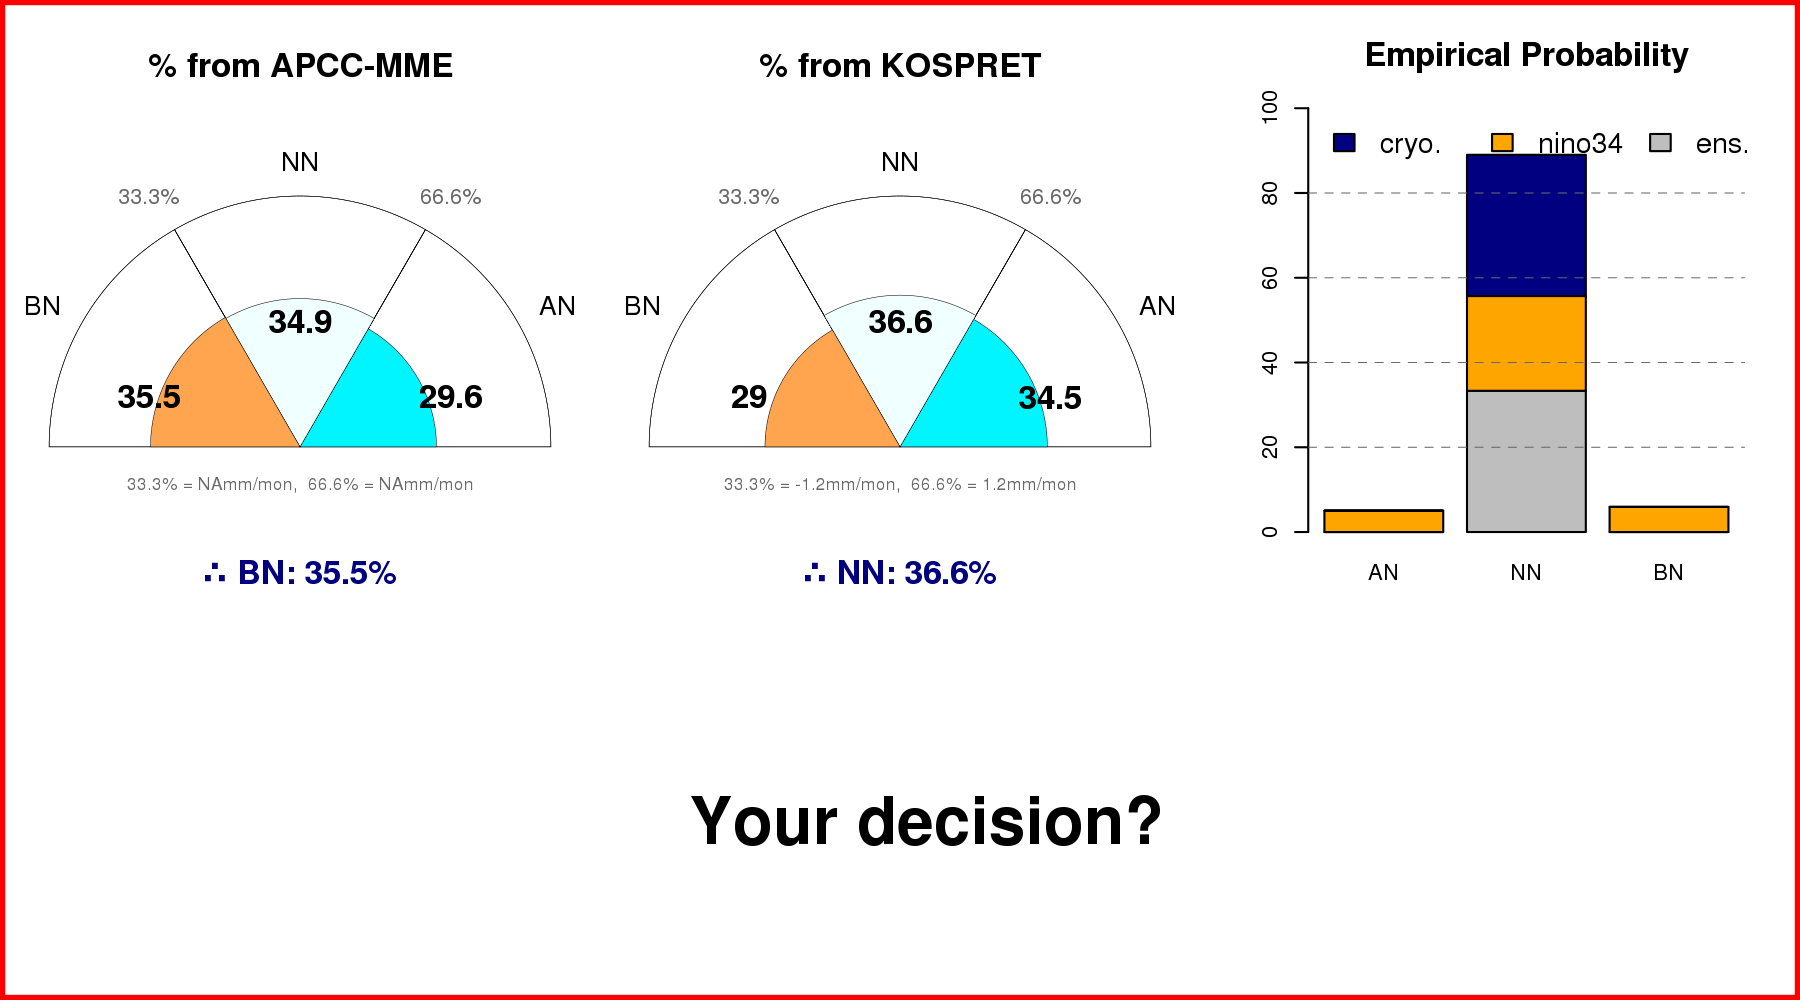 % from APCC-MME
NN
33.3%
66.6%
BN
AN
34.9
35.5
29.6
33.3% = NAmm/mon, 66.6% = NAmm/mon
∴ BN: 35.5%
% from KOSPRET
NN
33.3%
66.6%
BN
AN
36.6
29
34.5
33.3% = -1.2mm/mon, 66.6% = 1.2mm/mon
∴ NN: 36.6%
Empirical Probability
cryo. nino34 ens.
100
80
60
40
20
0
AN NN BN
Your decision?